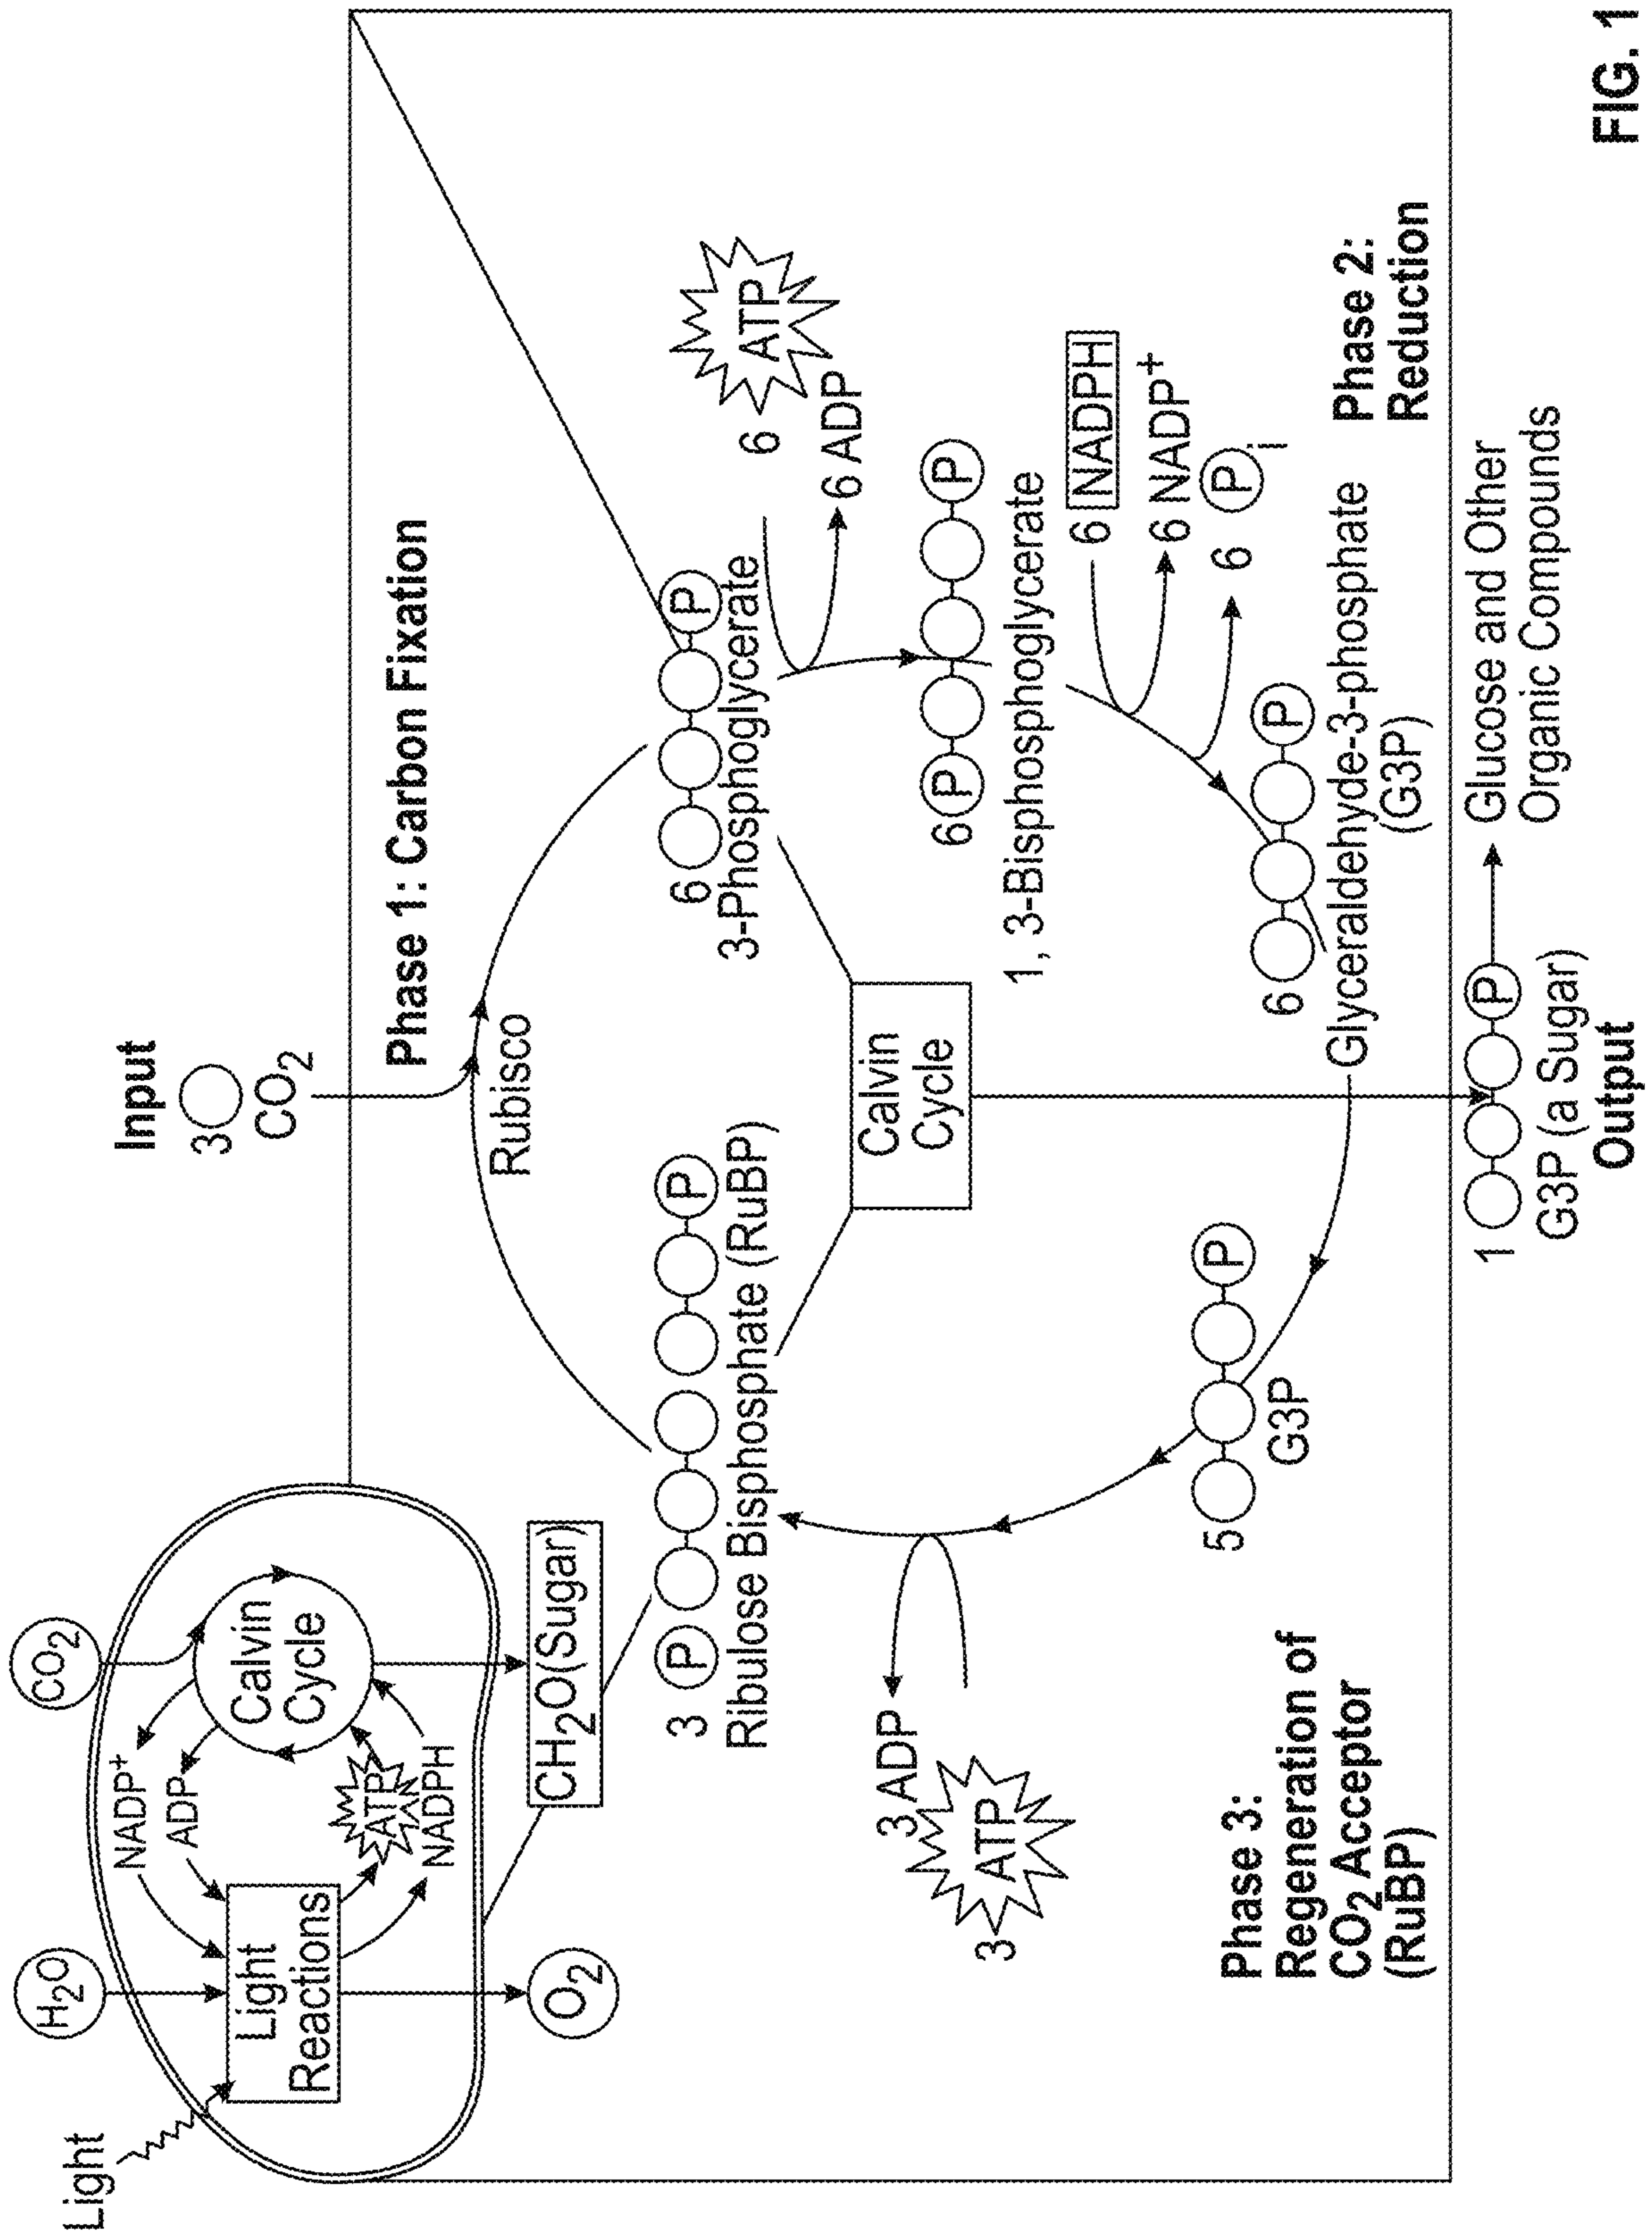 Light
H₂O
CO₂
NADP⁺
ADP
Light
Reactions
Calvin
Cycle
ATP
NADPH
O₂
CH₂O(Sugar)
Input
3
CO₂
Phase 1: Carbon Fixation
Rubisco
3 P P
Ribulose Bisphosphate (RuBP)
6 P
3-Phosphoglycerate
6 ATP
6 ADP
6 P P
1, 3-Bisphosphoglycerate
6 NADPH
6 NADP⁺
6 P i
Calvin
Cycle
3 ADP
3 ATP
6 P
Glyceraldehyde-3-phosphate
(G3P)
Phase 2:
Reduction
5 P
G3P
Phase 3:
Regeneration of
CO₂ Acceptor
(RuBP)
1 P
G3P (a Sugar)
Output
Glucose and Other
Organic Compounds
FIG. 1